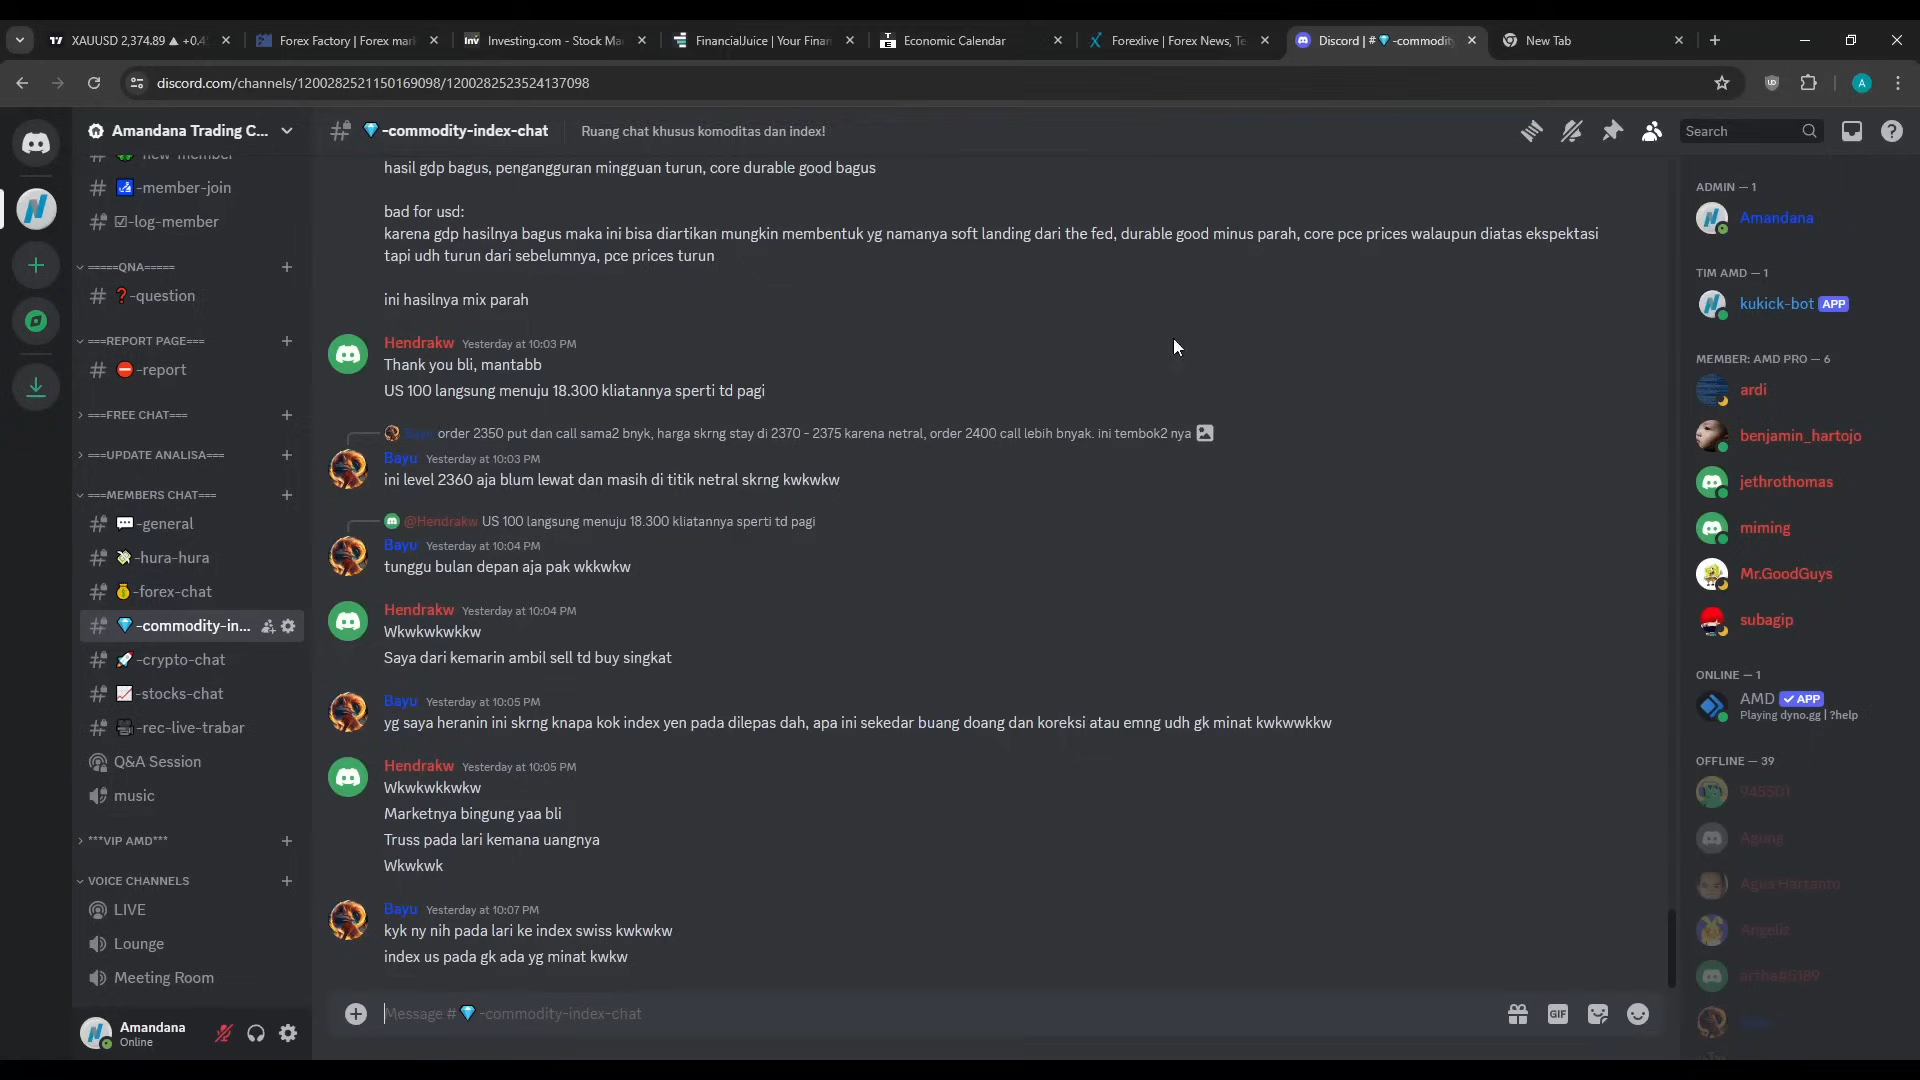 XAUUSD 2,374.89 ▲ +0.4
Forex Factory | Forex mar
Investing.com - Stock Ma
FinancialJuice | Your Finan
Economic Calendar
Forexlive | Forex News, Te
Discord | # 💎 -commodity
New Tab
discord.com/channels/1200282521150169098/1200282523524137098
Amandana Trading C...
-new-member
-member-join
☑-log-member
=====QNA=====
❓-question
===REPORT PAGE===
⛔-report
===FREE CHAT===
===UPDATE ANALISA===
===MEMBERS CHAT===
💬-general
💸-hura-hura
💰-forex-chat
💎-commodity-in...
🚀-crypto-chat
📈-stocks-chat
🎥-rec-live-trabar
Q&A Session
music
***VIP AMD***
VOICE CHANNELS
LIVE
Lounge
Meeting Room
Amandana
Online
💎-commodity-index-chat
Ruang chat khusus komoditas dan index!
Search
hasil gdp bagus, pengangguran mingguan turun, core durable good bagus
bad for usd:
karena gdp hasilnya bagus maka ini bisa diartikan mungkin membentuk yg namanya soft landing dari the fed, durable good minus parah, core pce prices walaupun diatas ekspektasi
tapi udh turun dari sebelumnya, pce prices turun
ini hasilnya mix parah
Hendrakw Yesterday at 10:03 PM
Thank you bli, mantabb
US 100 langsung menuju 18.300 kliatannya sperti td pagi
Bayu order 2350 put dan call sama2 bnyk, harga skrng stay di 2370 - 2375 karena netral, order 2400 call lebih bnyak. ini tembok2 nya
Bayu Yesterday at 10:03 PM
ini level 2360 aja blum lewat dan masih di titik netral skrng kwkwkw
@Hendrakw US 100 langsung menuju 18.300 kliatannya sperti td pagi
Bayu Yesterday at 10:04 PM
tunggu bulan depan aja pak wkkwkw
Hendrakw Yesterday at 10:04 PM
Wkwkwkwkkw
Saya dari kemarin ambil sell td buy singkat
Bayu Yesterday at 10:05 PM
yg saya heranin ini skrng knapa kok index yen pada dilepas dah, apa ini sekedar buang doang dan koreksi atau emng udh gk minat kwkwwkkw
Hendrakw Yesterday at 10:05 PM
Wkwkwkkwkw
Marketnya bingung yaa bli
Truss pada lari kemana uangnya
Wkwkwk
Bayu Yesterday at 10:07 PM
kyk ny nih pada lari ke index swiss kwkwkw
index us pada gk ada yg minat kwkw
Message # 💎 -commodity-index-chat
GIF
ADMIN — 1
Amandana
TIM AMD — 1
kukick-bot APP
MEMBER: AMD PRO — 6
ardi
benjamin_hartojo
jethrothomas
miming
Mr.GoodGuys
subagip
ONLINE — 1
AMD ✓ APP
Playing dyno.gg | ?help
OFFLINE — 39
945501
Agung
Agus Hartanto
Angeliz
artha#5189